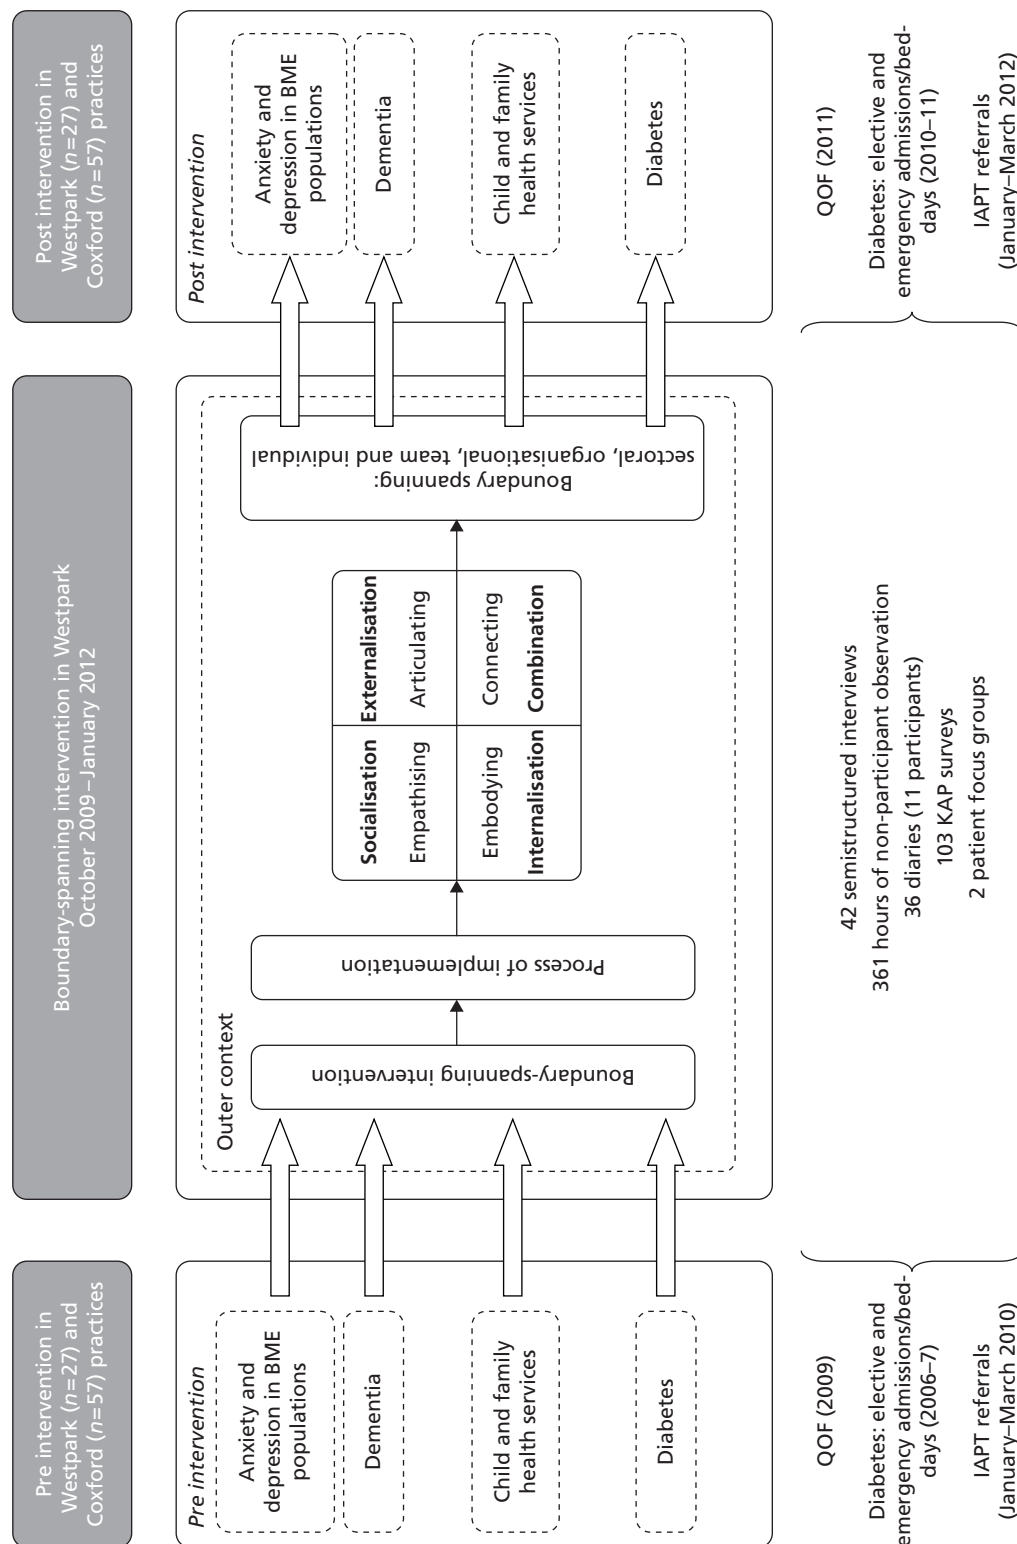 Pre intervention in
Westpark (n=27) and
Coxford (n=57) practices
Boundary-spanning intervention in Westpark
October 2009–January 2012
Post intervention in
Westpark (n=27) and
Coxford (n=57) practices
Pre intervention
Anxiety and
depression in BME
populations
Dementia
Child and family
health services
Diabetes
Outer context
Boundary-spanning intervention
Process of implementation
Socialisation
Empathising
Externalisation
Articulating
Embodying
Internalisation
Connecting
Combination
Boundary spanning:
sectoral, organisational, team and individual
Post intervention
Anxiety and
depression in BME
populations
Dementia
Child and family
health services
Diabetes
QOF (2009)
Diabetes: elective and
emergency admissions/bed-
days (2006–7)
IAPT referrals
(January–March 2010)
42 semistructured interviews
361 hours of non-participant observation
36 diaries (11 participants)
103 KAP surveys
2 patient focus groups
QOF (2011)
Diabetes: elective and
emergency admissions/bed-
days (2010–11)
IAPT referrals
(January–March 2012)